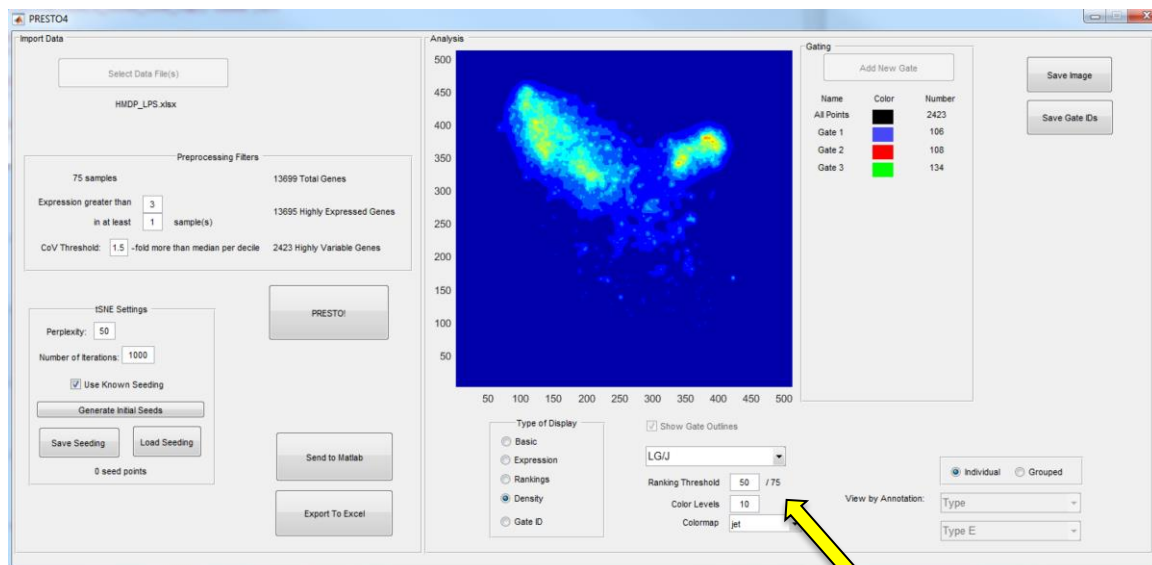 PRESTO4
Import Data
Select Data File(s)
HMDP_LPS.xlsx
Preprocessing Filters
75 samples
13699 Total Genes
Expression greater than 3
in at least 1 sample(s)
13695 Highly Expressed Genes
CoV Threshold: 1.5 -fold more than median per decile
2423 Highly Variable Genes
tSNE Settings
Perplexity: 50
Number of Iterations: 1000
Use Known Seeding
Generate Initial Seeds
Save Seeding
Load Seeding
0 seed points
PRESTO!
Send to Matlab
Export To Excel
Analysis
500
450
400
350
300
250
200
150
100
50
50 100 150 200 250 300 350 400 450 500
Type of Display
Basic
Expression
Rankings
Density
Gate ID
Show Gate Outlines
LG/J
Ranking Threshold 50 / 75
Color Levels 10
Colormap jet
Gating
Add New Gate
Name Color Number
All Points 2423
Gate 1 106
Gate 2 108
Gate 3 134
Save Image
Save Gate IDs
Individual Grouped
View by Annotation: Type
Type E